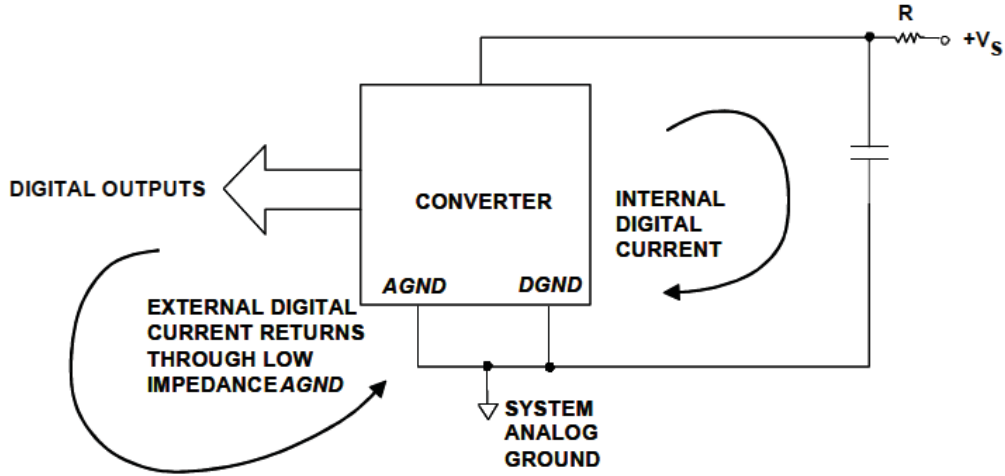 R
+Vs
DIGITAL OUTPUTS
CONVERTER
INTERNAL
DIGITAL
CURRENT
AGND
DGND
EXTERNAL DIGITAL
CURRENT RETURNS
THROUGH LOW
IMPEDANCE AGND
SYSTEM
ANALOG
GROUND